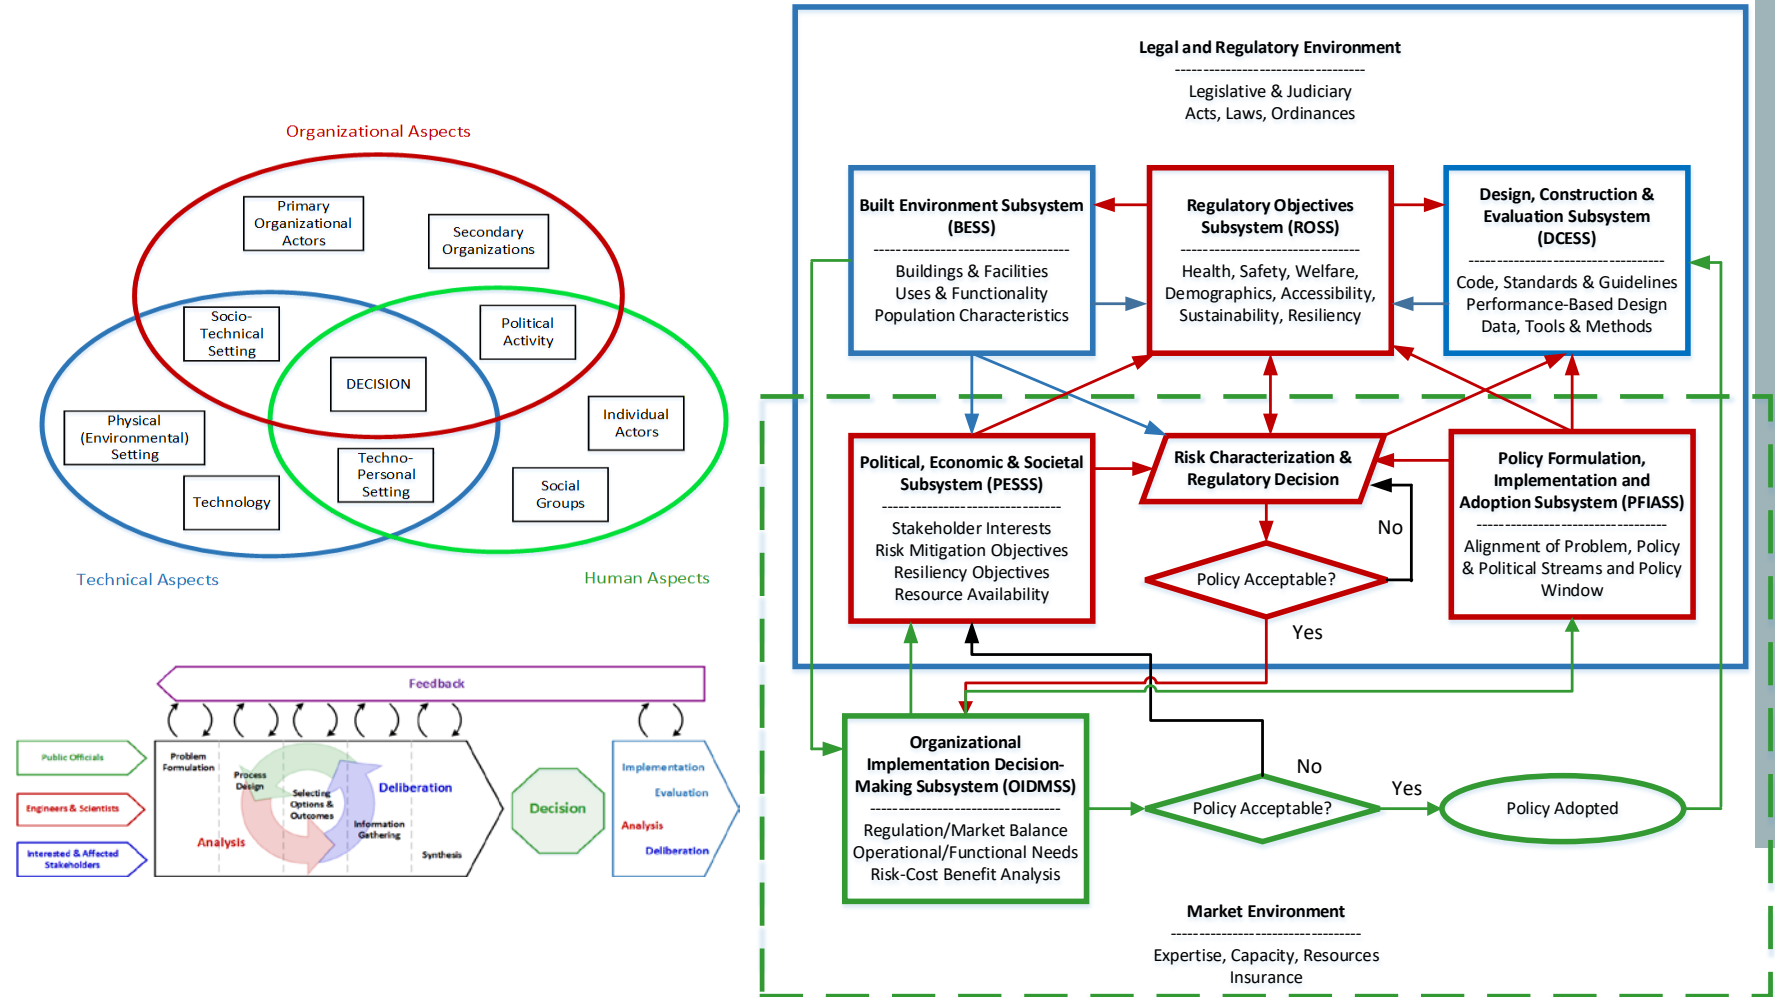 Organizational Aspects
Primary
Organizational
Actors
Secondary
Organizations
Socio-
Technical
Setting
Political
Activity
DECISION
Physical
(Environmental)
Setting
Individual
Actors
Techno-
Personal
Setting
Technology
Social
Groups
Technical Aspects
Human Aspects
Feedback
Public Officials
Engineers & Scientists
Interested & Affected
Stakeholders
Problem
Formulation
Process
Design
Selecting
Options &
Outcomes
Deliberation
Information
Gathering
Analysis
Synthesis
Decision
Implementation
Evaluation
Analysis
Deliberation
Legal and Regulatory Environment
----------------------------------
Legislative & Judiciary
Acts, Laws, Ordinances
Built Environment Subsystem
(BESS)
-----------------------------------
Buildings & Facilities
Uses & Functionality
Population Characteristics
Regulatory Objectives
Subsystem (ROSS)
--------------------------------
Health, Safety, Welfare,
Demographics, Accessibility,
Sustainability, Resiliency
Design, Construction &
Evaluation Subsystem
(DCESS)
-----------------------------------
Code, Standards & Guidelines
Performance-Based Design
Data, Tools & Methods
Political, Economic & Societal
Subsystem (PESSS)
--------------------------------
Stakeholder Interests
Risk Mitigation Objectives
Resiliency Objectives
Resource Availability
Risk Characterization &
Regulatory Decision
Policy Formulation,
Implementation and
Adoption Subsystem (PFIASS)
----------------------------------
Alignment of Problem, Policy
& Political Streams and Policy
Window
No
Policy Acceptable?
Yes
Organizational
Implementation Decision-
Making Subsystem (OIDMSS)
----------------------------------
Regulation/Market Balance
Operational/Functional Needs
Risk-Cost Benefit Analysis
No
Policy Acceptable?
Yes
Policy Adopted
Market Environment
----------------------------------
Expertise, Capacity, Resources
Insurance